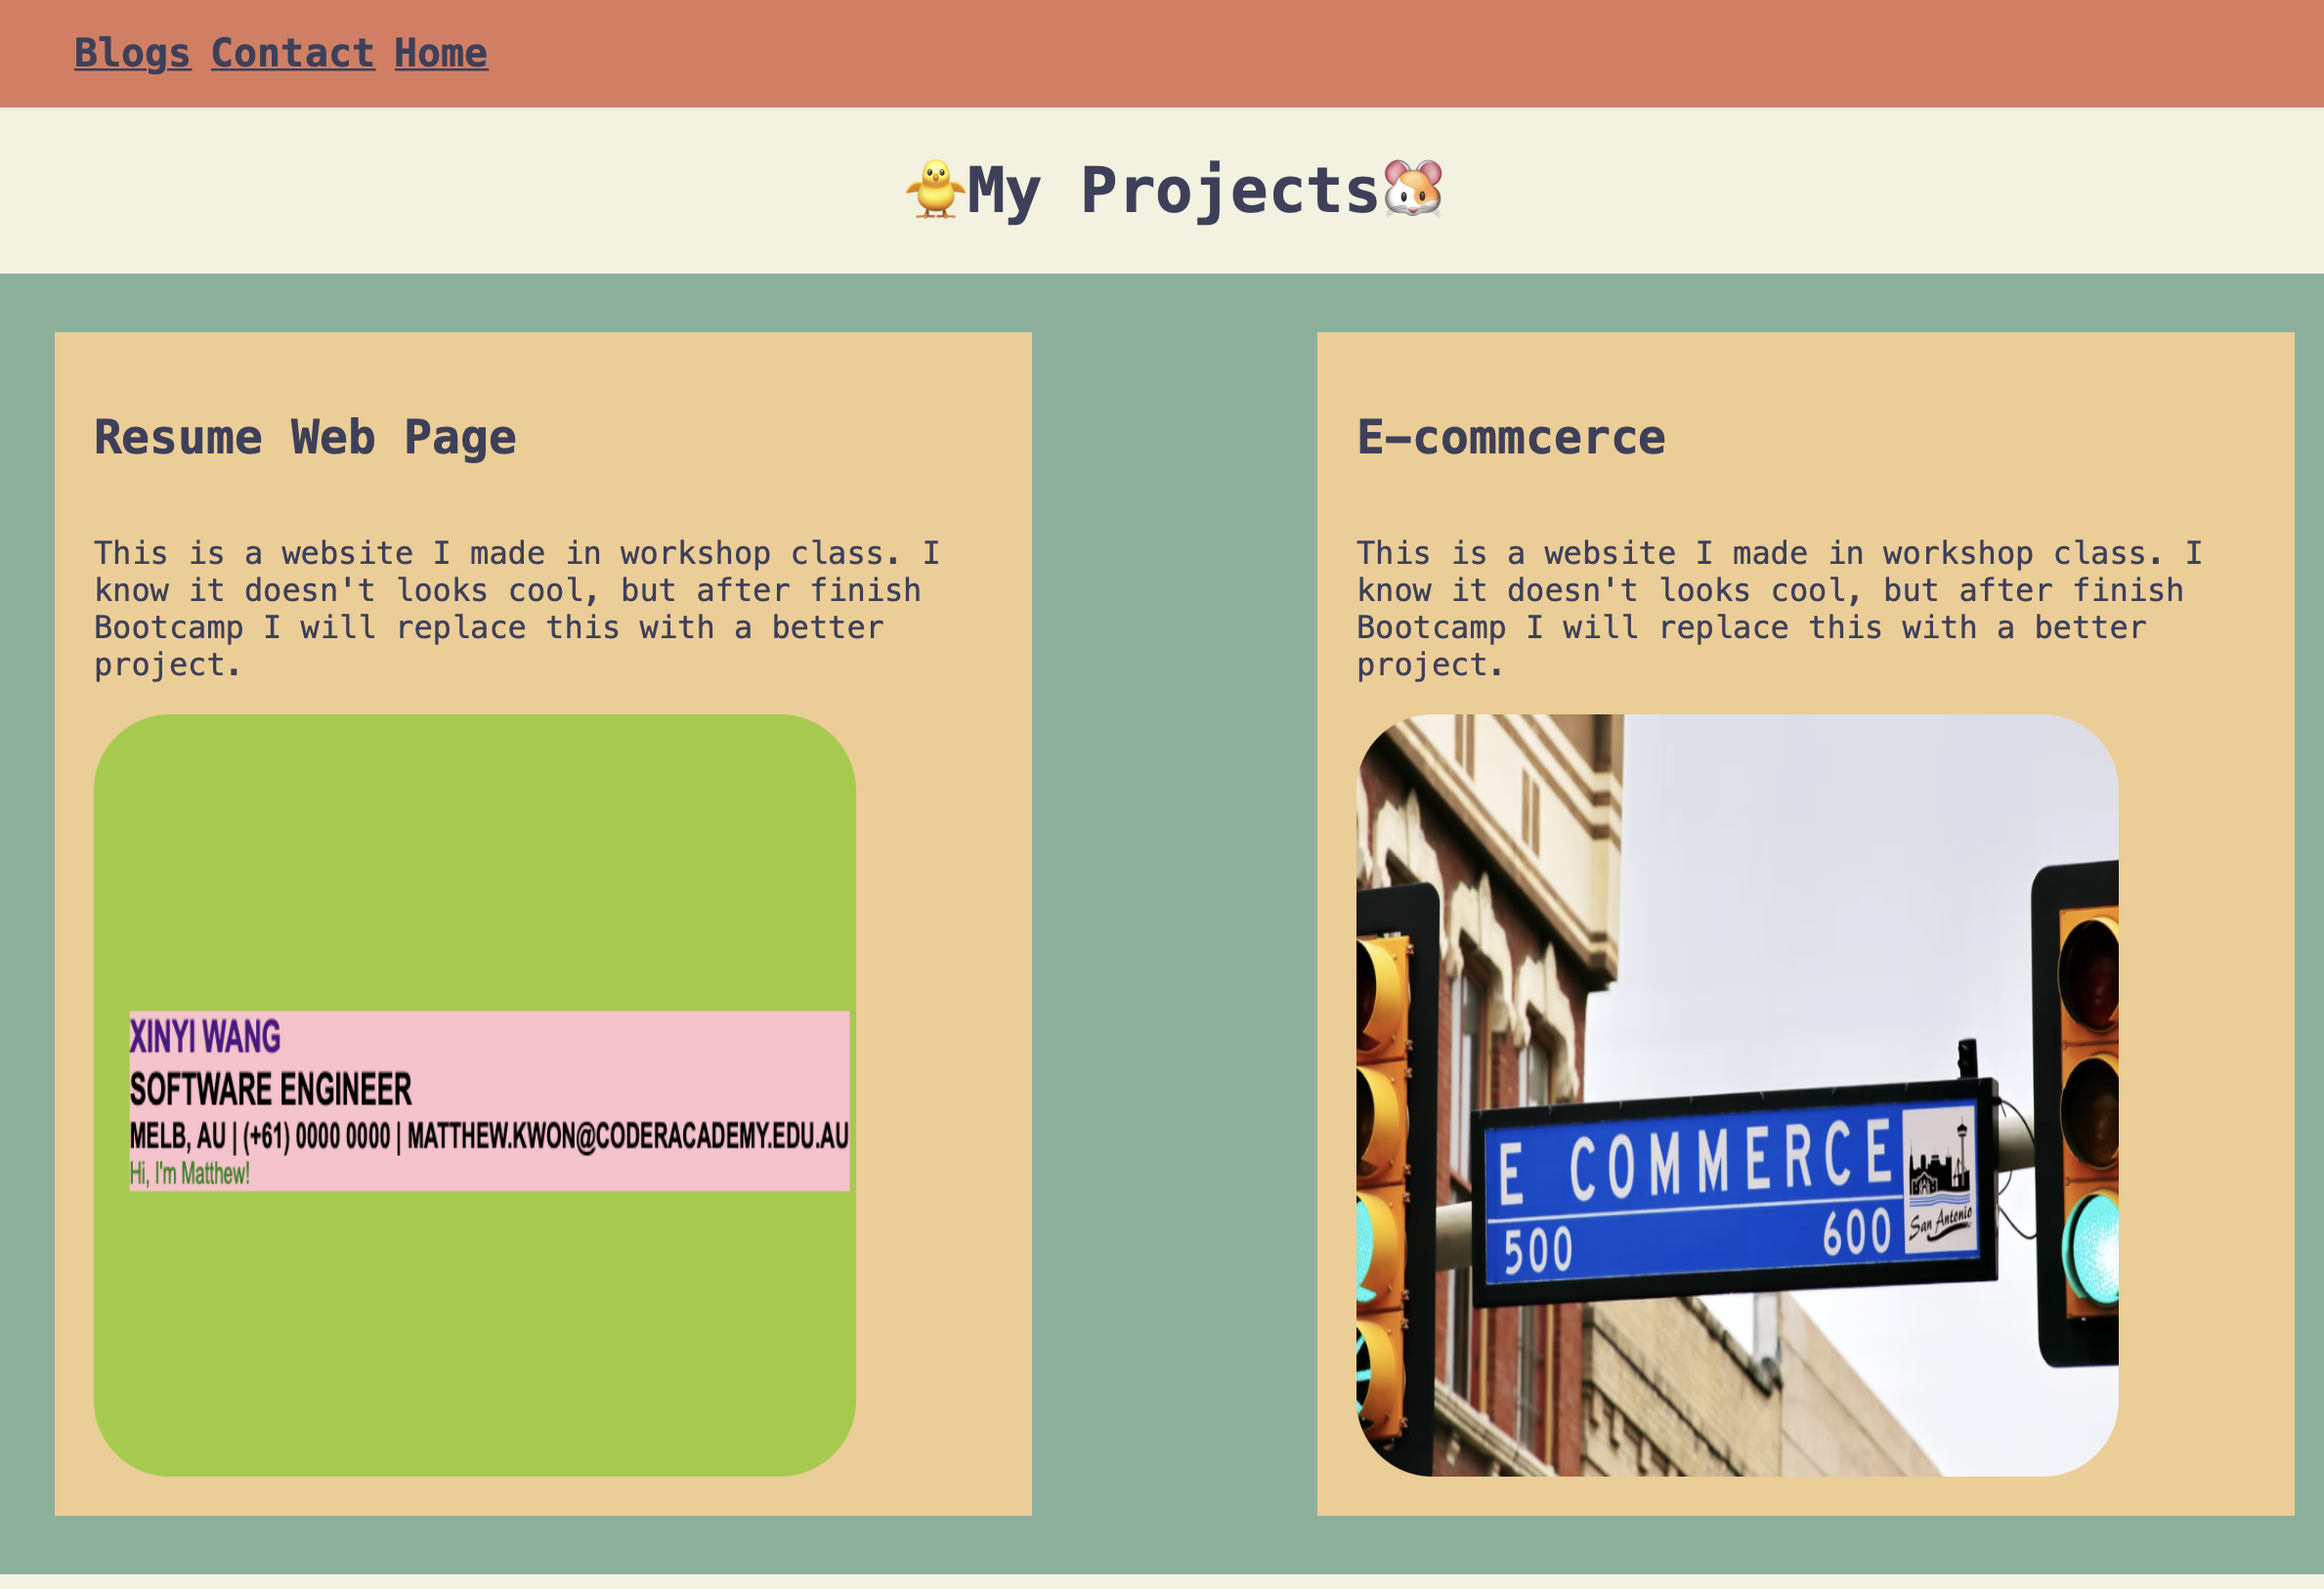 Blogs Contact Home
🐥My Projects🐹
Resume Web Page
This is a website I made in workshop class. I
know it doesn't looks cool, but after finish
Bootcamp I will replace this with a better
project.
XINYI WANG
SOFTWARE ENGINEER
MELB, AU | (+61) 0000 0000 | MATTHEW.KWON@CODERACADEMY.EDU.AU
Hi, I'm Matthew!
E-commcerce
This is a website I made in workshop class. I
know it doesn't looks cool, but after finish
Bootcamp I will replace this with a better
project.
E COMMERCE
500 600
San Antonio